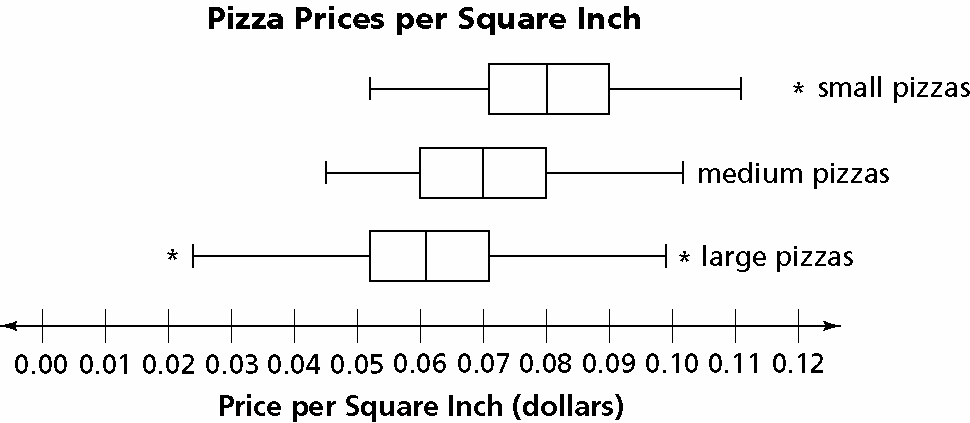 Pizza Prices per Square Inch
* small pizzas
medium pizzas
* * large pizzas
0.00 0.01 0.02 0.03 0.04 0.05 0.06 0.07 0.08 0.09 0.10 0.11 0.12
Price per Square Inch (dollars)